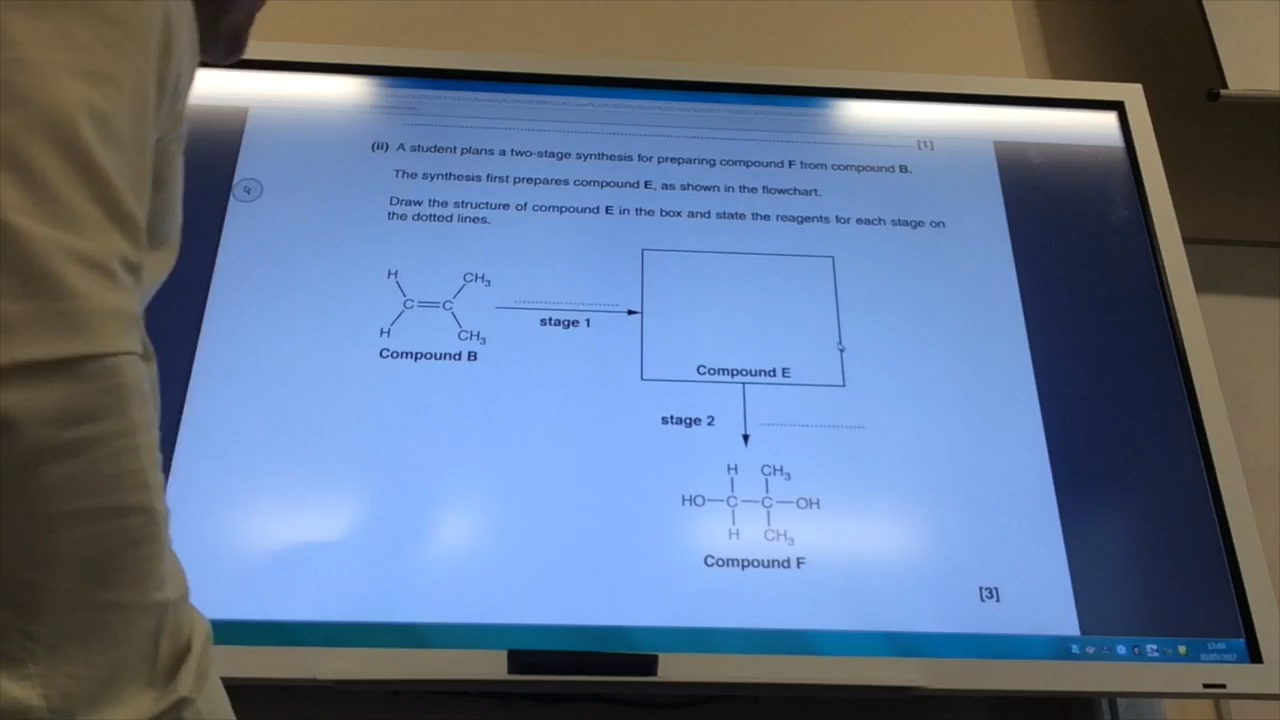 [1]
(ii) A student plans a two-stage synthesis for preparing compound F from compound B.
The synthesis first prepares compound E, as shown in the flowchart.
Draw the structure of compound E in the box and state the reagents for each stage on
the dotted lines.
H CH3
C=C
H CH3
Compound B
stage 1
Compound E
stage 2
H CH3
HO—C—C—OH
H CH3
Compound F
[3]